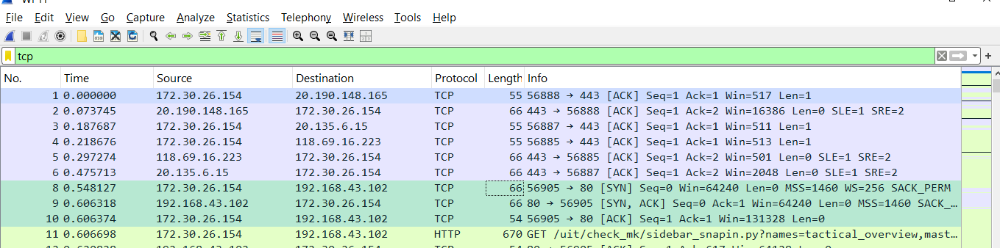 File Edit View Go Capture Analyze Statistics Telephony Wireless Tools Help
tcp
No. Time Source Destination Protocol Length Info
1 0.000000 172.30.26.154 20.190.148.165 TCP 55 56888 → 443 [ACK] Seq=1 Ack=1 Win=517 Len=1
2 0.073745 20.190.148.165 172.30.26.154 TCP 66 443 → 56888 [ACK] Seq=1 Ack=2 Win=16386 Len=0 SLE=1 SRE=2
3 0.187687 172.30.26.154 20.135.6.15 TCP 55 56887 → 443 [ACK] Seq=1 Ack=1 Win=511 Len=1
4 0.218676 172.30.26.154 118.69.16.223 TCP 55 56885 → 443 [ACK] Seq=1 Ack=1 Win=513 Len=1
5 0.297274 118.69.16.223 172.30.26.154 TCP 66 443 → 56885 [ACK] Seq=1 Ack=2 Win=501 Len=0 SLE=1 SRE=2
6 0.475713 20.135.6.15 172.30.26.154 TCP 66 443 → 56887 [ACK] Seq=1 Ack=2 Win=2048 Len=0 SLE=1 SRE=2
8 0.548127 172.30.26.154 192.168.43.102 TCP 66 56905 → 80 [SYN] Seq=0 Win=64240 Len=0 MSS=1460 WS=256 SACK_PERM
9 0.606318 192.168.43.102 172.30.26.154 TCP 66 80 → 56905 [SYN, ACK] Seq=0 Ack=1 Win=64240 Len=0 MSS=1460 SACK_…
10 0.606374 172.30.26.154 192.168.43.102 TCP 54 56905 → 80 [ACK] Seq=1 Ack=1 Win=131328 Len=0
11 0.606698 172.30.26.154 192.168.43.102 HTTP 670 GET /uit/check_mk/sidebar_snapin.py?names=tactical_overview,mast…